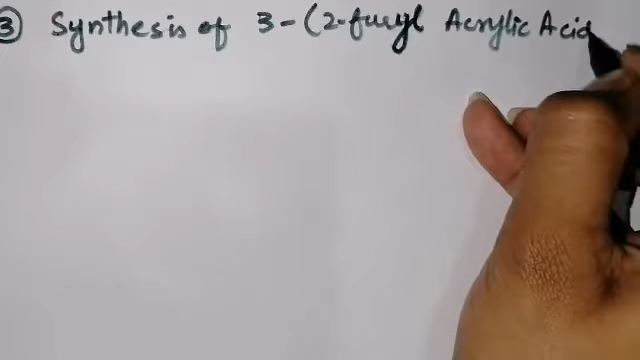 ③ Synthesis of 3-(2-furyl Acrylic Acid